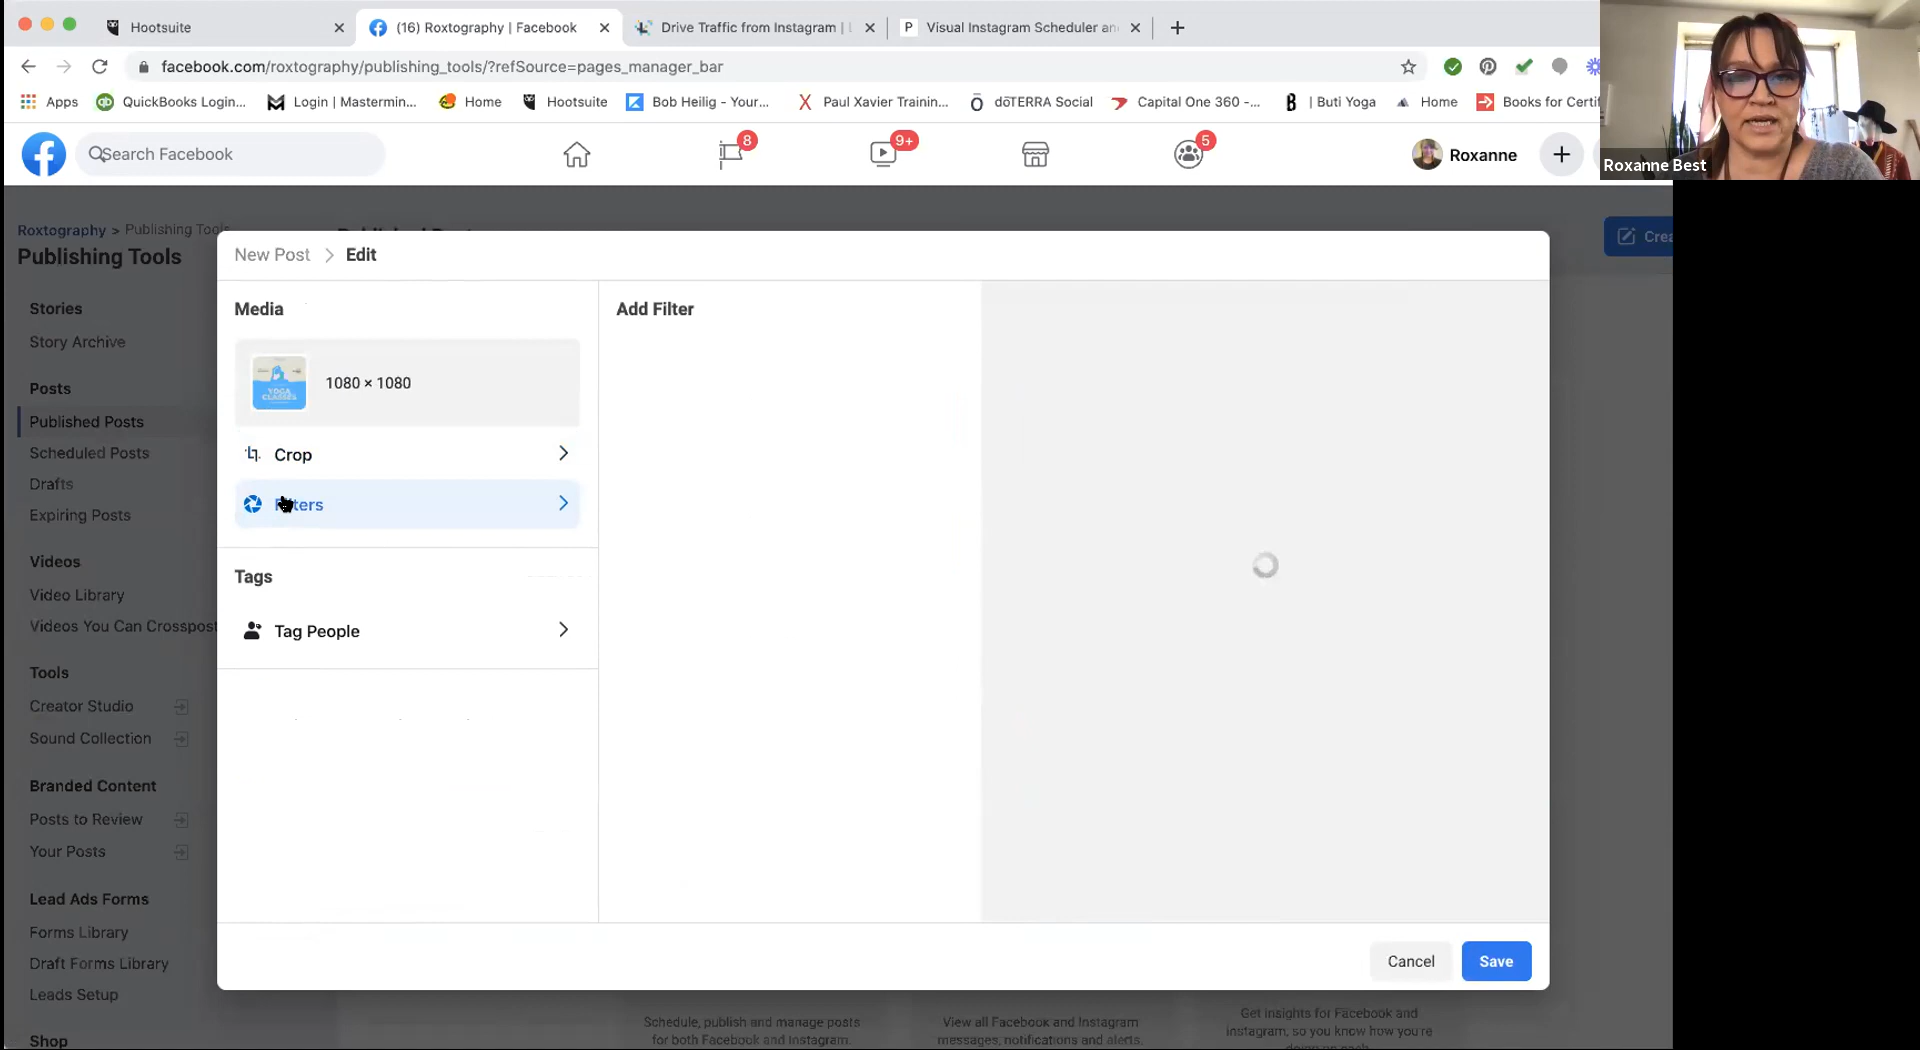 Hootsuite
(16) Roxtography | Facebook
Drive Traffic from Instagram | L
Visual Instagram Scheduler an
facebook.com/roxtography/publishing_tools/?refSource=pages_manager_bar
Apps
QuickBooks Login...
Login | Mastermin...
Home
Hootsuite
Bob Heilig - Your...
Paul Xavier Trainin...
dōTERRA Social
Capital One 360 -...
| Buti Yoga
Home
Books for Certi
Search Facebook
8
9+
5
Roxanne
Roxanne Best
Roxtography > Publishing Tools
Publishing Tools
Crea
Stories
Story Archive
Posts
Published Posts
Scheduled Posts
Drafts
Expiring Posts
Videos
Video Library
Videos You Can Crosspost
Tools
Creator Studio
Sound Collection
Branded Content
Posts to Review
Your Posts
Lead Ads Forms
Forms Library
Draft Forms Library
Leads Setup
Shop
New Post > Edit
Media
YOGA
CLASSES
1080 × 1080
Crop
Filters
Tags
Tag People
Add Filter
Cancel
Save
Schedule, publish and manage posts
for both Facebook and Instagram.
View all Facebook and Instagram
messages, notifications and alerts.
Get insights for Facebook and
instagram, so you know how you're
doing on each